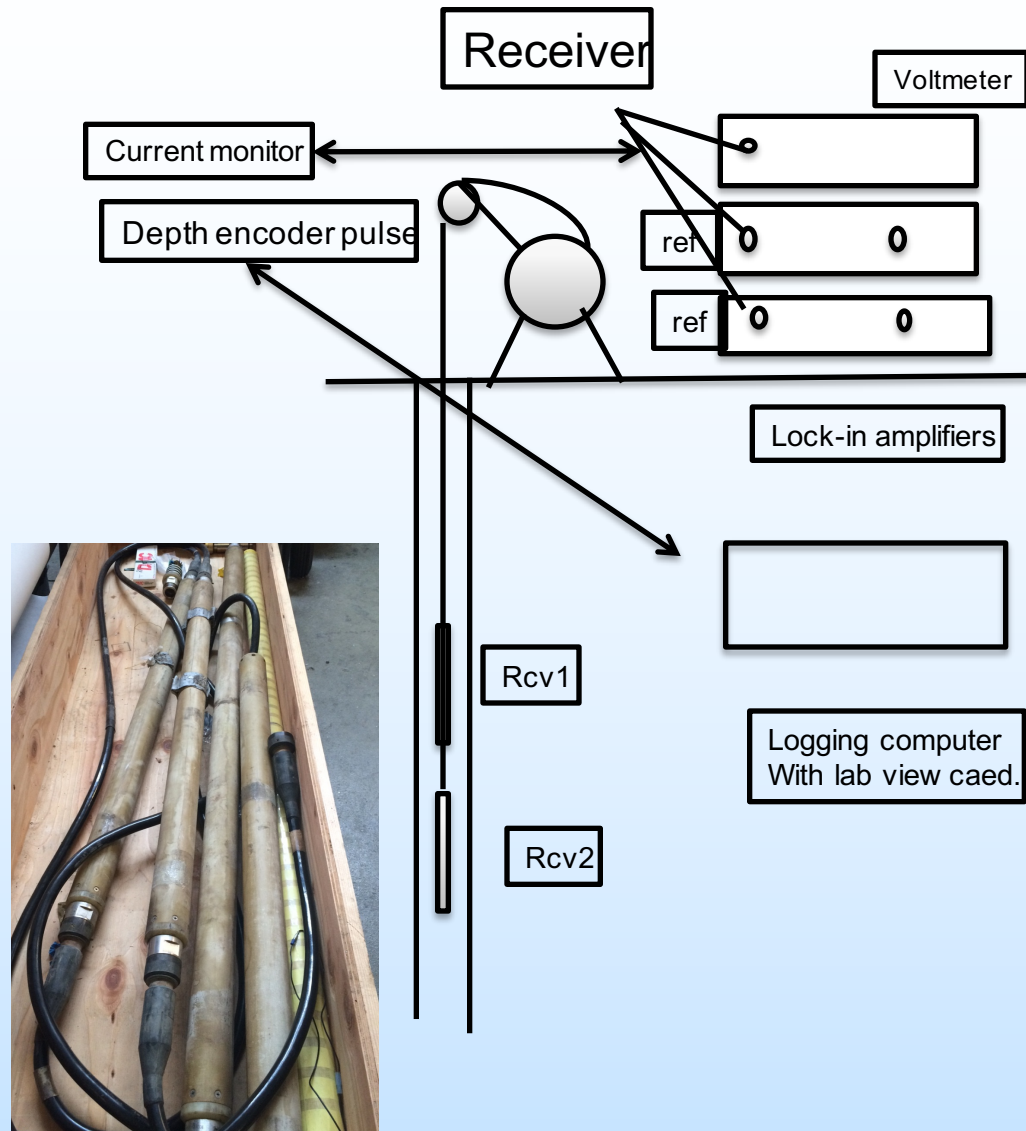 Receiver
Voltmeter
Current monitor
Depth encoder pulse
ref
ref
Lock-in amplifiers
Rcv1
Logging computer
With lab view caed.
Rcv2